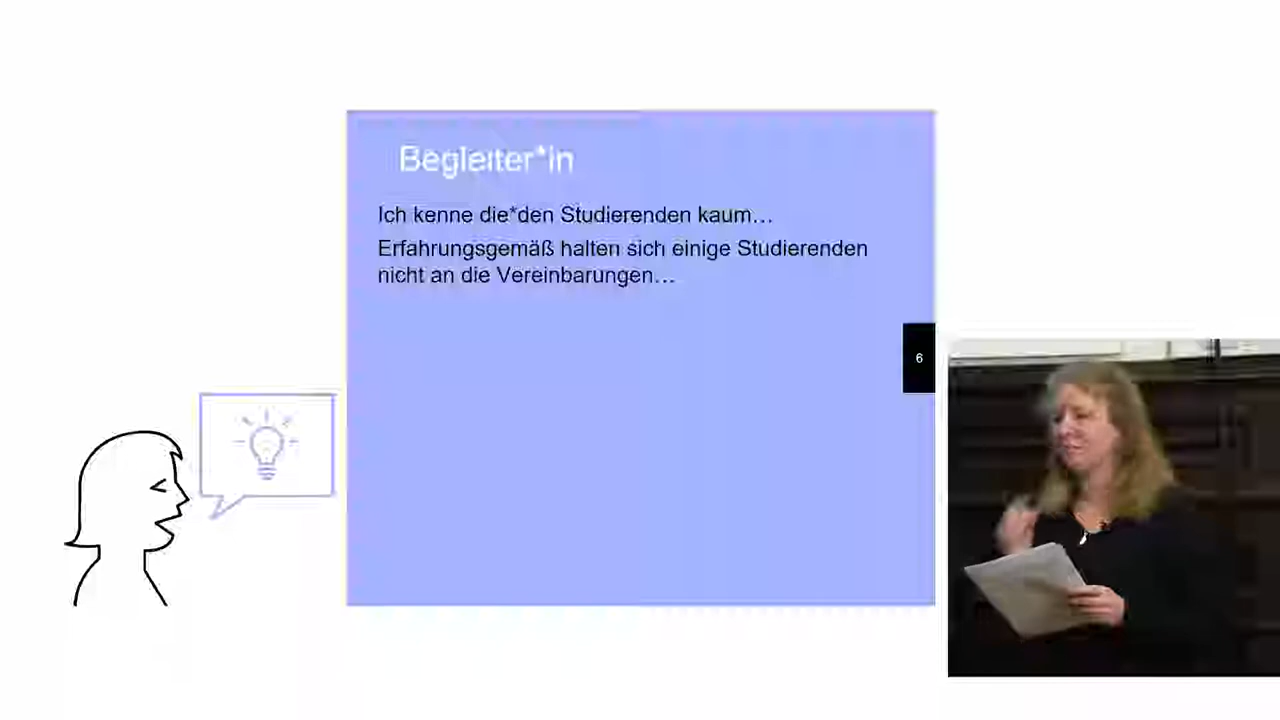 Begleiter*in
Ich kenne die*den Studierenden kaum…
Erfahrungsgemäß halten sich einige Studierenden
nicht an die Vereinbarungen…
6